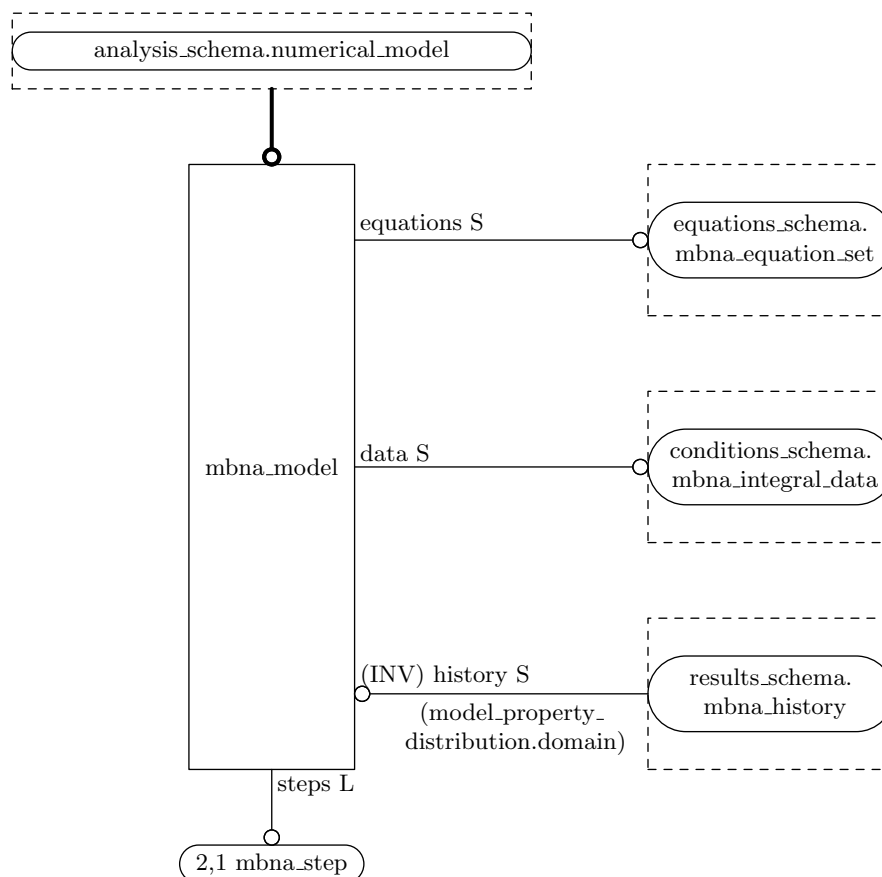 analysis_schema.numerical_model
equations S
equations_schema.
mbna_equation_set
mbna_model
data S
conditions_schema.
mbna_integral_data
(INV) history S
(model_property_
distribution.domain)
results_schema.
mbna_history
steps L
2,1 mbna_step